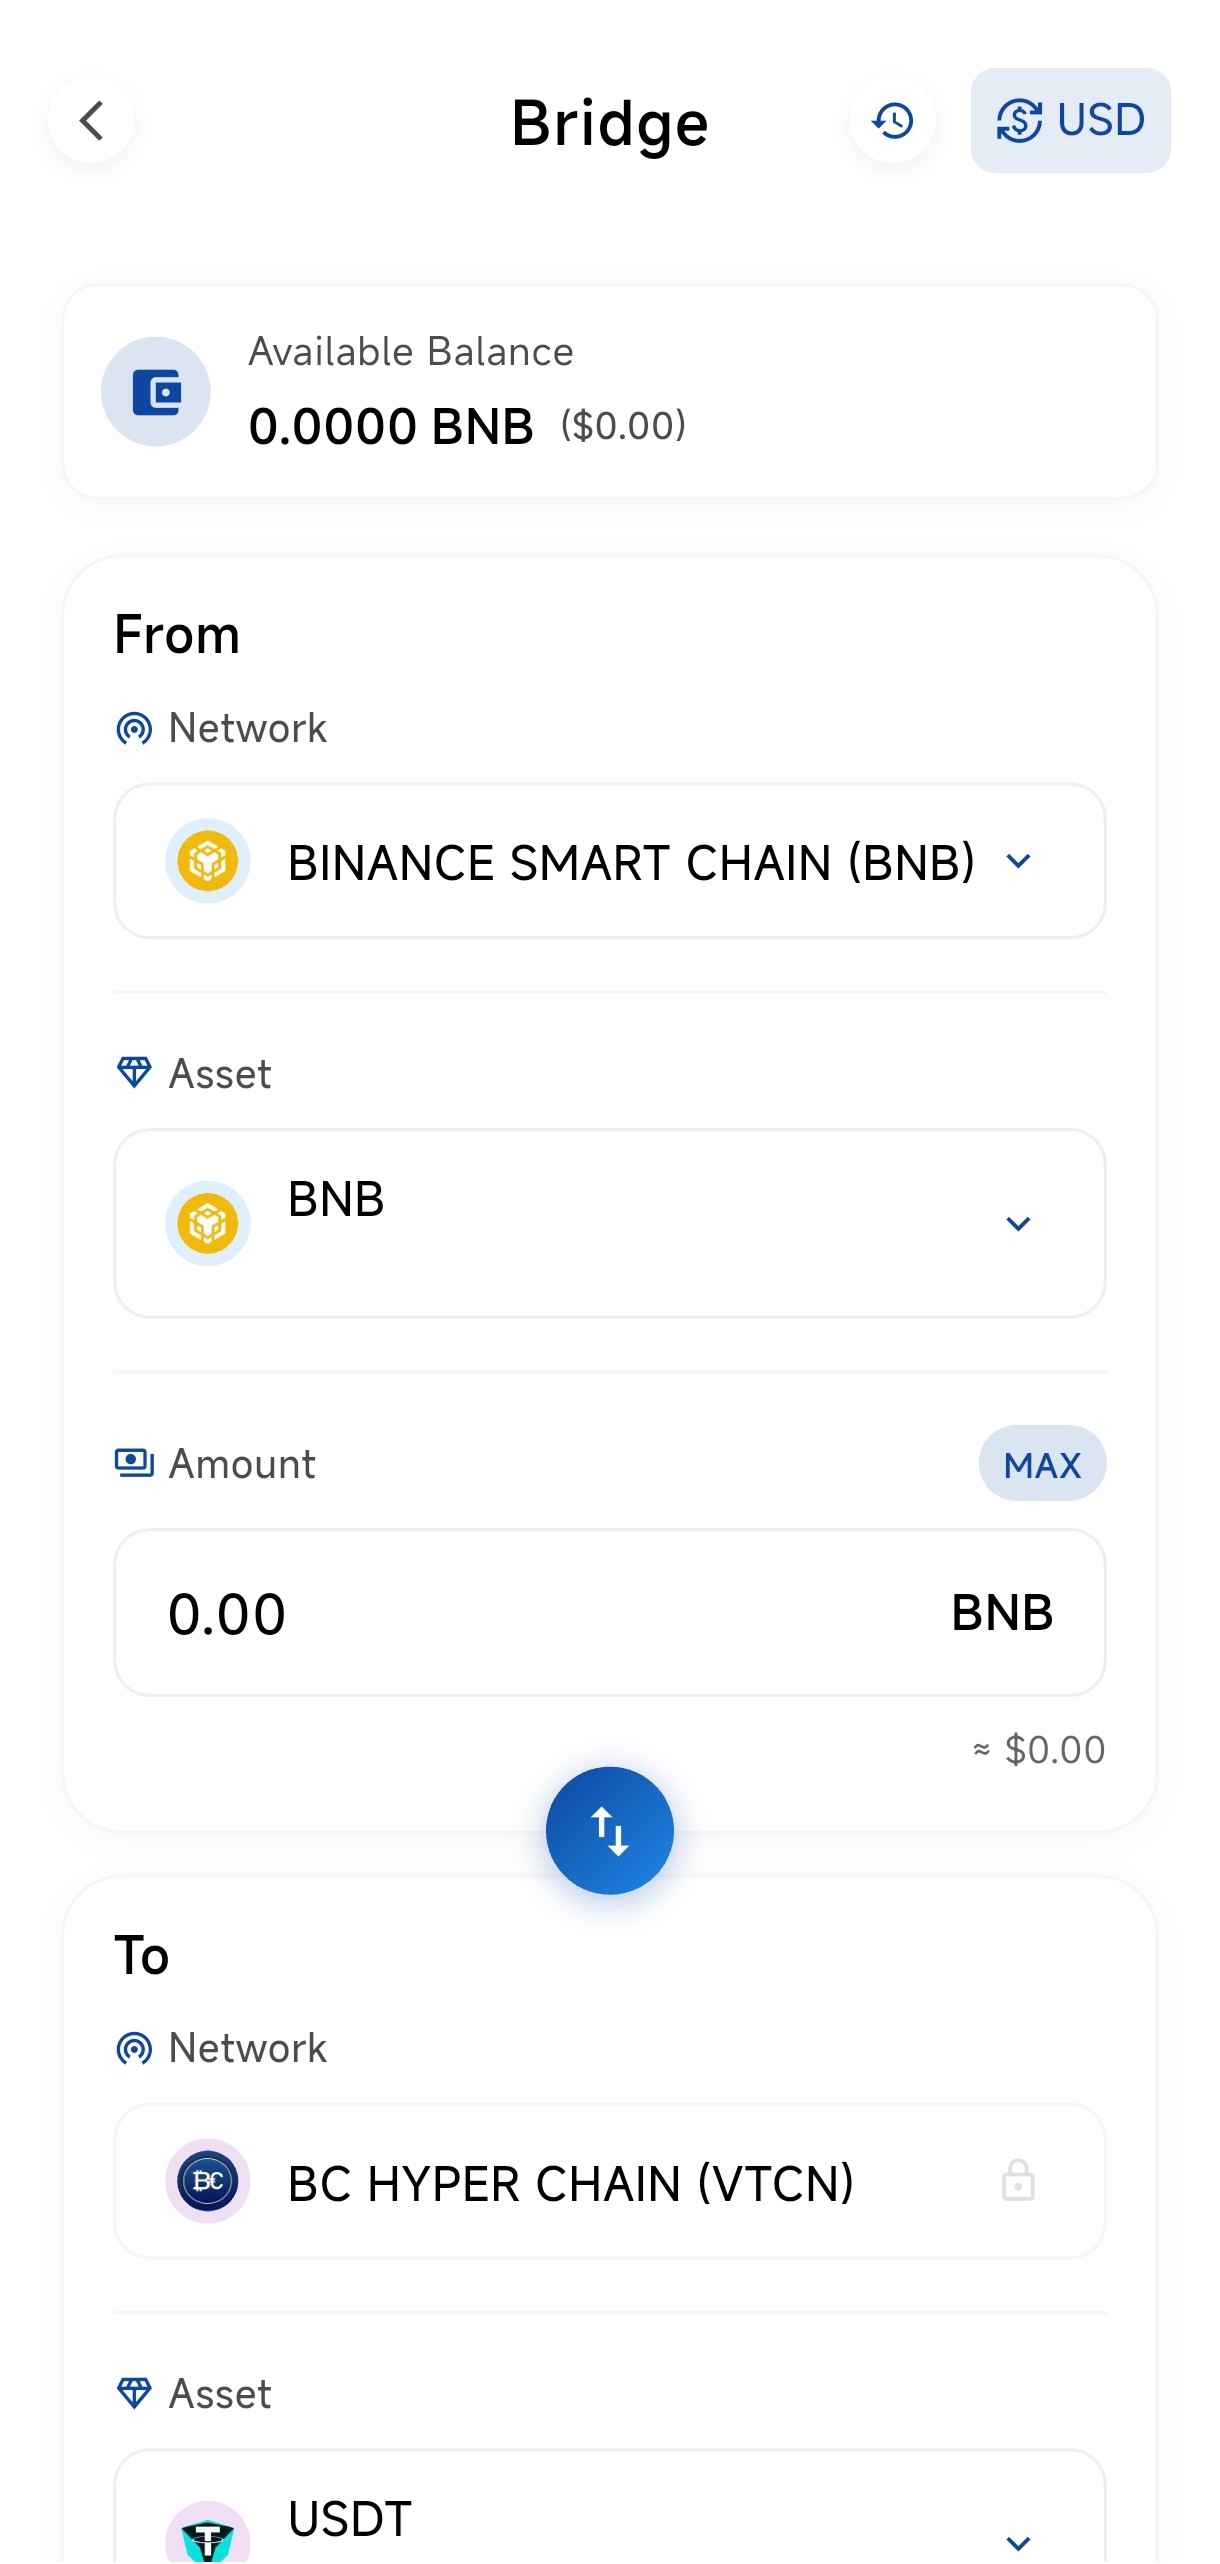 Bridge
USD
Available Balance
0.0000 BNB ($0.00)
From
Network
BINANCE SMART CHAIN (BNB)
Asset
BNB
Amount
MAX
0.00 BNB
≈ $0.00
To
Network
BC HYPER CHAIN (VTCN)
Asset
USDT